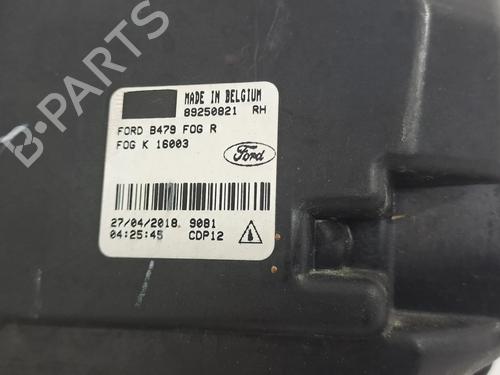 MADE IN BELGIUM
89250821 RH
FORD B479 FOG R
FOG K 16003
Ford
27/04/2018 9081
04:25:45 CDP12
B-PARTS